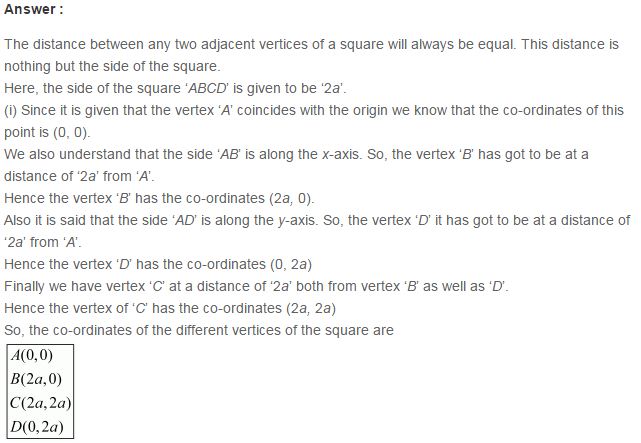 Answer :
The distance between any two adjacent vertices of a square will always be equal. This distance is
nothing but the side of the square.
Here, the side of the square ‘ABCD’ is given to be ‘2a’.
(i) Since it is given that the vertex ‘A’ coincides with the origin we know that the co-ordinates of this
point is (0, 0).
We also understand that the side ‘AB’ is along the x-axis. So, the vertex ‘B’ has got to be at a
distance of ‘2a’ from ‘A’.
Hence the vertex ‘B’ has the co-ordinates (2a, 0).
Also it is said that the side ‘AD’ is along the y-axis. So, the vertex ‘D’ it has got to be at a distance of
‘2a’ from ‘A’.
Hence the vertex ‘D’ has the co-ordinates (0, 2a)
Finally we have vertex ‘C’ at a distance of ‘2a’ both from vertex ‘B’ as well as ‘D’.
Hence the vertex of ‘C’ has the co-ordinates (2a, 2a)
So, the co-ordinates of the different vertices of the square are
A(0,0)
B(2a,0)
C(2a,2a)
D(0,2a)